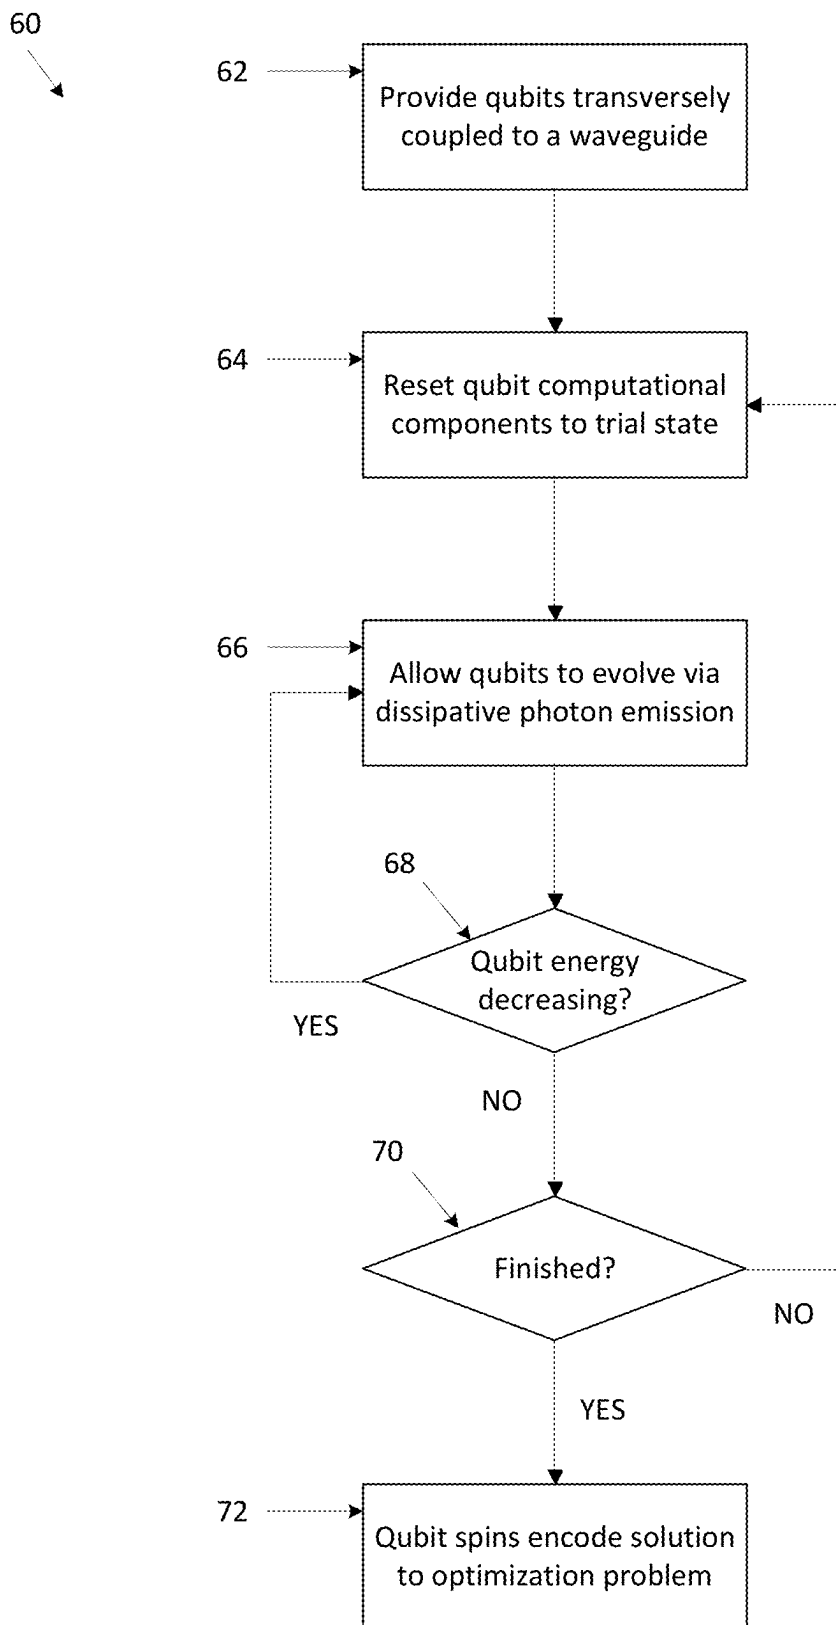 60
62
Provide qubits transversely
coupled to a waveguide
64
Reset qubit computational
components to trial state
66
Allow qubits to evolve via
dissipative photon emission
68
Qubit energy
decreasing?
YES
NO
70
Finished?
NO
YES
72
Qubit spins encode solution
to optimization problem